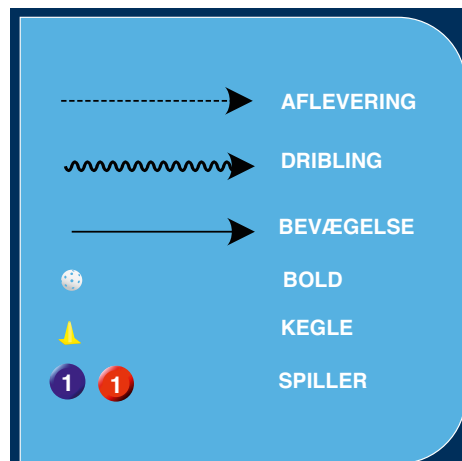 AFLEVERING
DRIBLING
BEVÆGELSE
BOLD
KEGLE
1 1 SPILLER